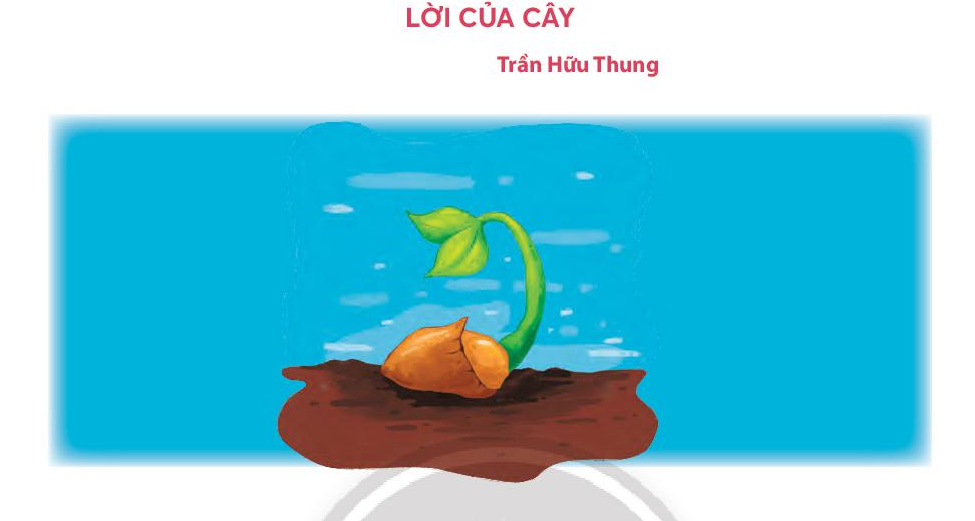 LỜI CỦA CÂY
Trần Hữu Thung